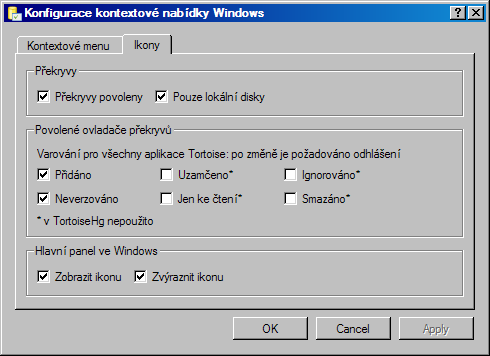 Konfigurace kontextové nabídky Windows
Kontextové menu Ikony
Překryvy
Překryvy povoleny Pouze lokální disky
Povolené ovladače překryvů
Varování pro všechny aplikace Tortoise: po změně je požadováno odhlášení
Přidáno Uzamčeno* Ignorováno*
Neverzováno Jen ke čtení* Smazáno*
* v TortoiseHg nepoužito
Hlavní panel ve Windows
Zobrazit ikonu Zvýraznit ikonu
OK Cancel Apply